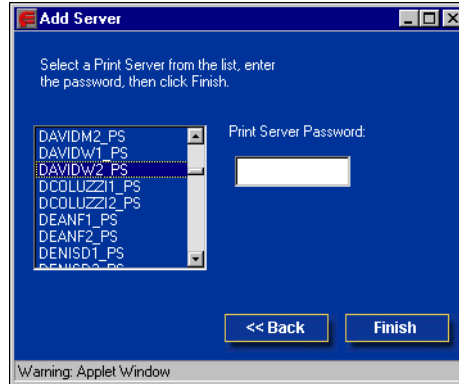 Add Server
Select a Print Server from the list, enter
the password, then click Finish.
DAVIDM2_PS
DAVIDW1_PS
DAVIDW2_PS
DCOLUZZI1_PS
DCOLUZZI2_PS
DEANF1_PS
DEANF2_PS
DENISD1_PS
Print Server Password:
<< Back
Finish
Warning: Applet Window